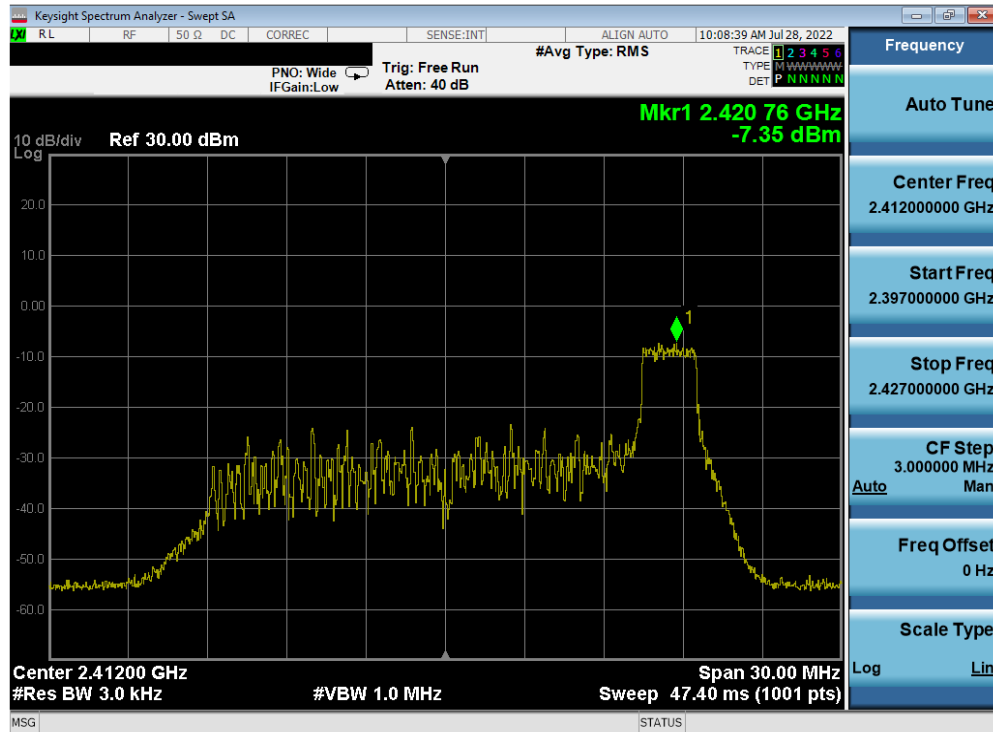 Keysight Spectrum Analyzer - Swept SA
LXI RL RF 50 Ω DC CORREC SENSE:INT ALIGN AUTO 10:08:39 AM Jul 28, 2022
Frequency
#Avg Type: RMS TRACE 1 2 3 4 5 6
PNO: Wide Trig: Free Run TYPE M WWWWW
IFGain:Low Atten: 40 dB DET P N N N N N
Auto Tune
Mkr1 2.420 76 GHz
-7.35 dBm
10 dB/div Ref 30.00 dBm
Log
Center Freq
2.412000000 GHz
20.0
10.0
Start Freq
2.397000000 GHz
0.00
1
-10.0
Stop Freq
2.427000000 GHz
-20.0
-30.0
CF Step
3.000000 MHz
Auto Man
-40.0
-50.0
Freq Offset
0 Hz
-60.0
Scale Type
Log Lin
Center 2.41200 GHz Span 30.00 MHz
#Res BW 3.0 kHz #VBW 1.0 MHz Sweep 47.40 ms (1001 pts)
MSG STATUS